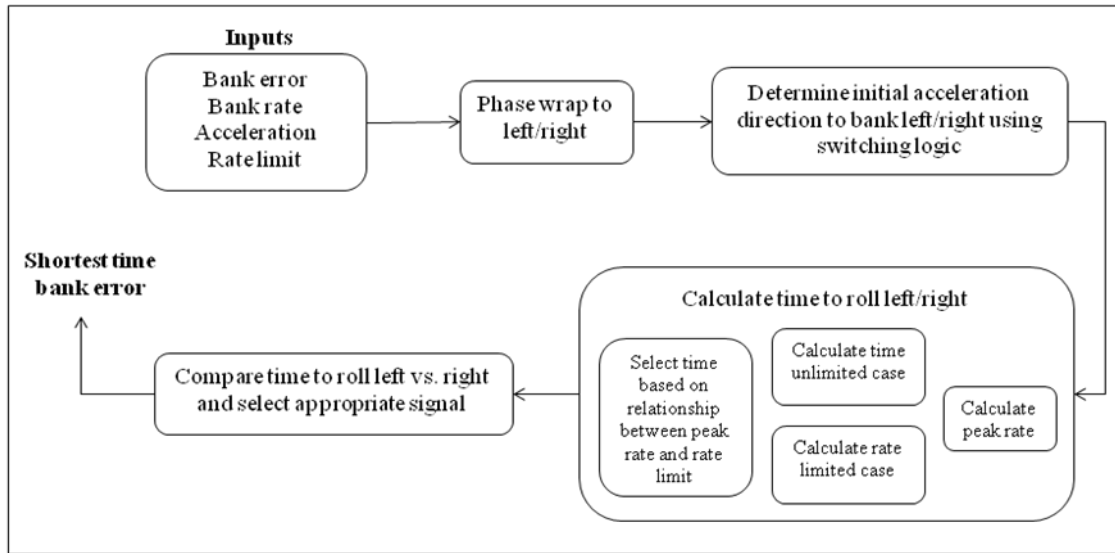 Inputs
Bank error
Bank rate
Acceleration
Rate limit
Phase wrap to
left/right
Determine initial acceleration
direction to bank left/right using
switching logic
Calculate time to roll left/right
Calculate
peak rate
Calculate time
unlimited case
Calculate rate
limited case
Select time
based on
relationship
between peak
rate and rate
limit
Compare time to roll left vs. right
and select appropriate signal
Shortest time
bank error